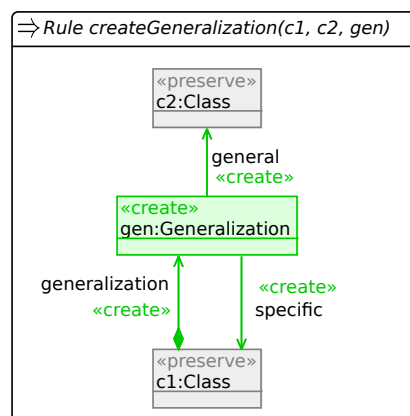 Rule createGeneralization(c1, c2, gen)
«preserve»
c2:Class
general
«create»
«create»
gen:Generalization
generalization
«create»
«create»
specific
«preserve»
c1:Class